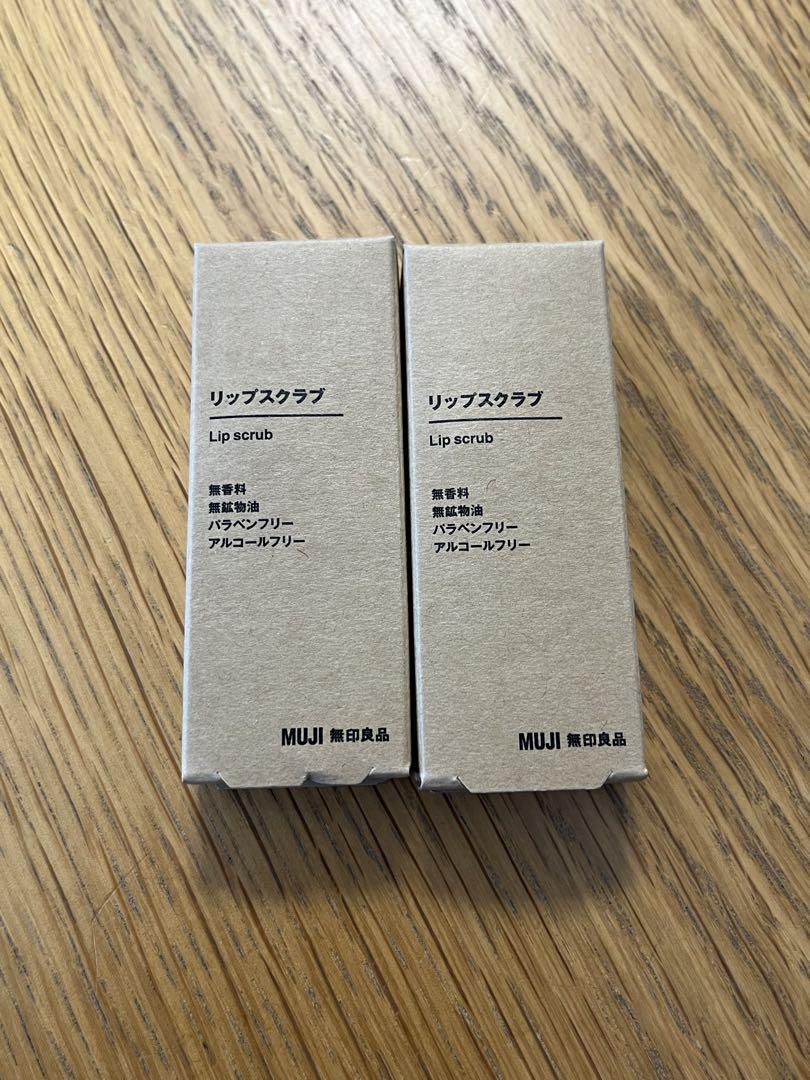 リップスクラブ
Lip scrub
無香料
無鉱物油
パラベンフリー
アルコールフリー
MUJI 無印良品
リップスクラブ
Lip scrub
無香料
無鉱物油
パラベンフリー
アルコールフリー
MUJI 無印良品